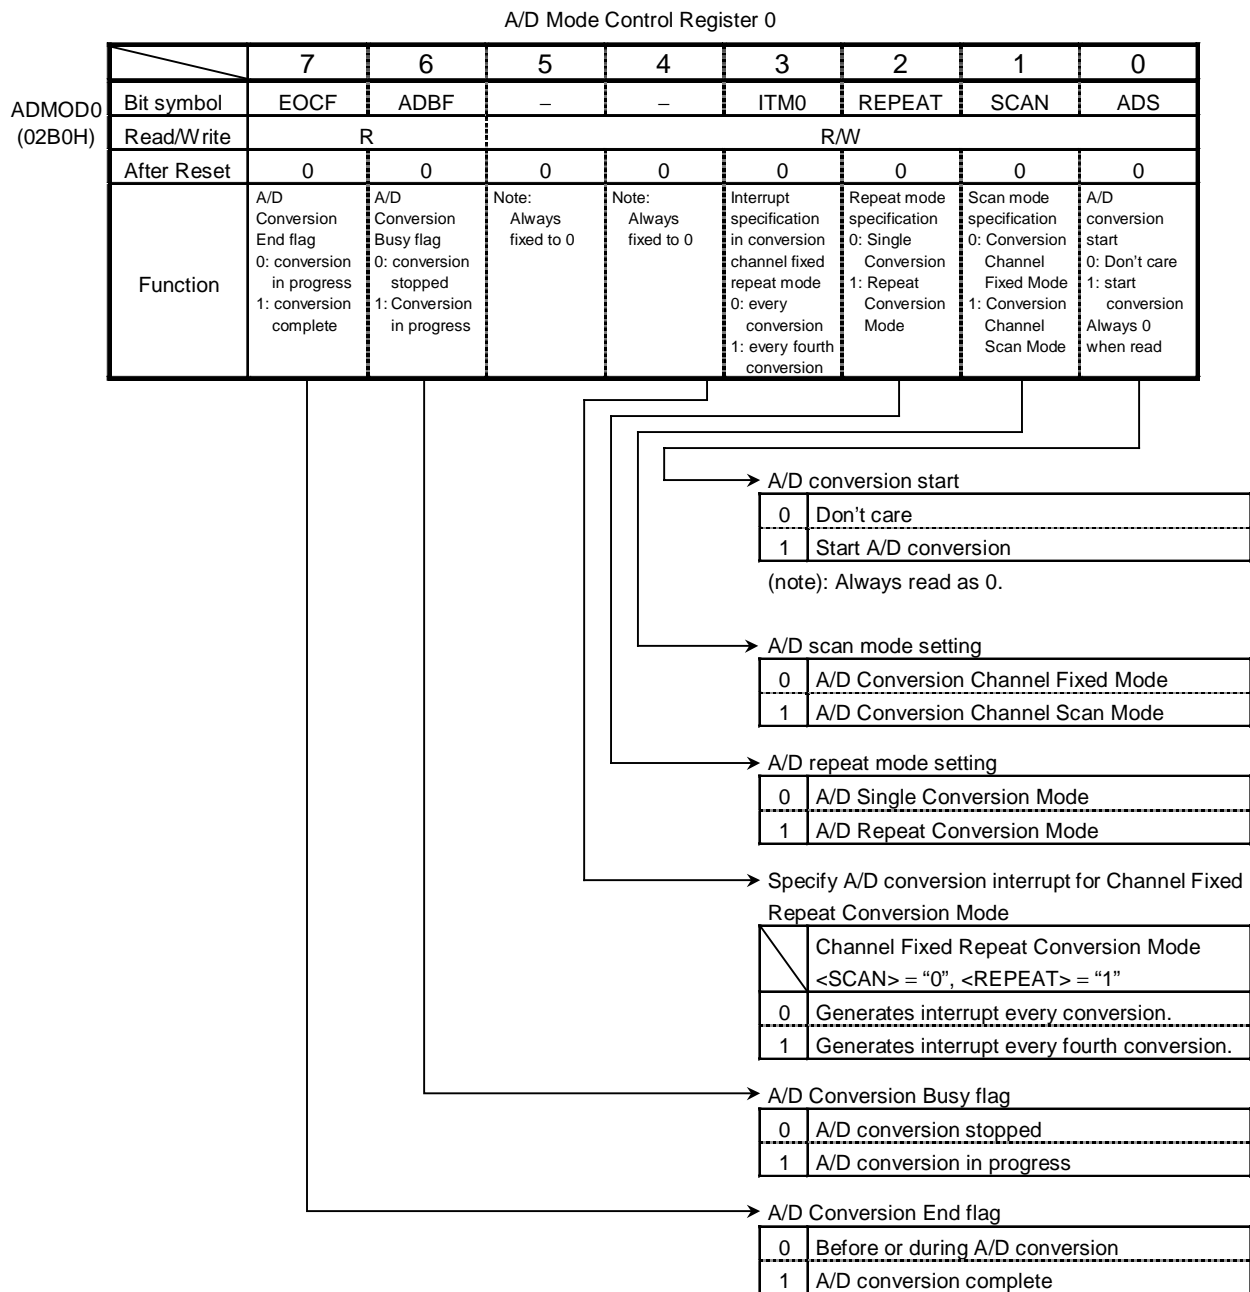 A/D Mode Control Register 0
7 6 5 4 3 2 1 0
ADMOD0
(02B0H)
Bit symbol EOCF ADBF – – ITM0 REPEAT SCAN ADS
Read/Write R R/W
After Reset 0 0 0 0 0 0 0 0
Function
A/D
Conversion
End flag
0: conversion
in progress
1: conversion
complete
A/D
Conversion
Busy flag
0: conversion
stopped
1: Conversion
in progress
Note:
Always
fixed to 0
Note:
Always
fixed to 0
Interrupt
specification
in conversion
channel fixed
repeat mode
0: every
conversion
1: every fourth
conversion
Repeat mode
specification
0: Single
Conversion
1: Repeat
Conversion
Mode
Scan mode
specification
0: Conversion
Channel
Fixed Mode
1: Conversion
Channel
Scan Mode
A/D
conversion
start
0: Don't care
1: start
conversion
Always 0
when read
A/D conversion start
0 Don't care
1 Start A/D conversion
(note): Always read as 0.
A/D scan mode setting
0 A/D Conversion Channel Fixed Mode
1 A/D Conversion Channel Scan Mode
A/D repeat mode setting
0 A/D Single Conversion Mode
1 A/D Repeat Conversion Mode
Specify A/D conversion interrupt for Channel Fixed
Repeat Conversion Mode
Channel Fixed Repeat Conversion Mode
<SCAN> = “0”, <REPEAT> = “1”
0 Generates interrupt every conversion.
1 Generates interrupt every fourth conversion.
A/D Conversion Busy flag
0 A/D conversion stopped
1 A/D conversion in progress
A/D Conversion End flag
0 Before or during A/D conversion
1 A/D conversion complete